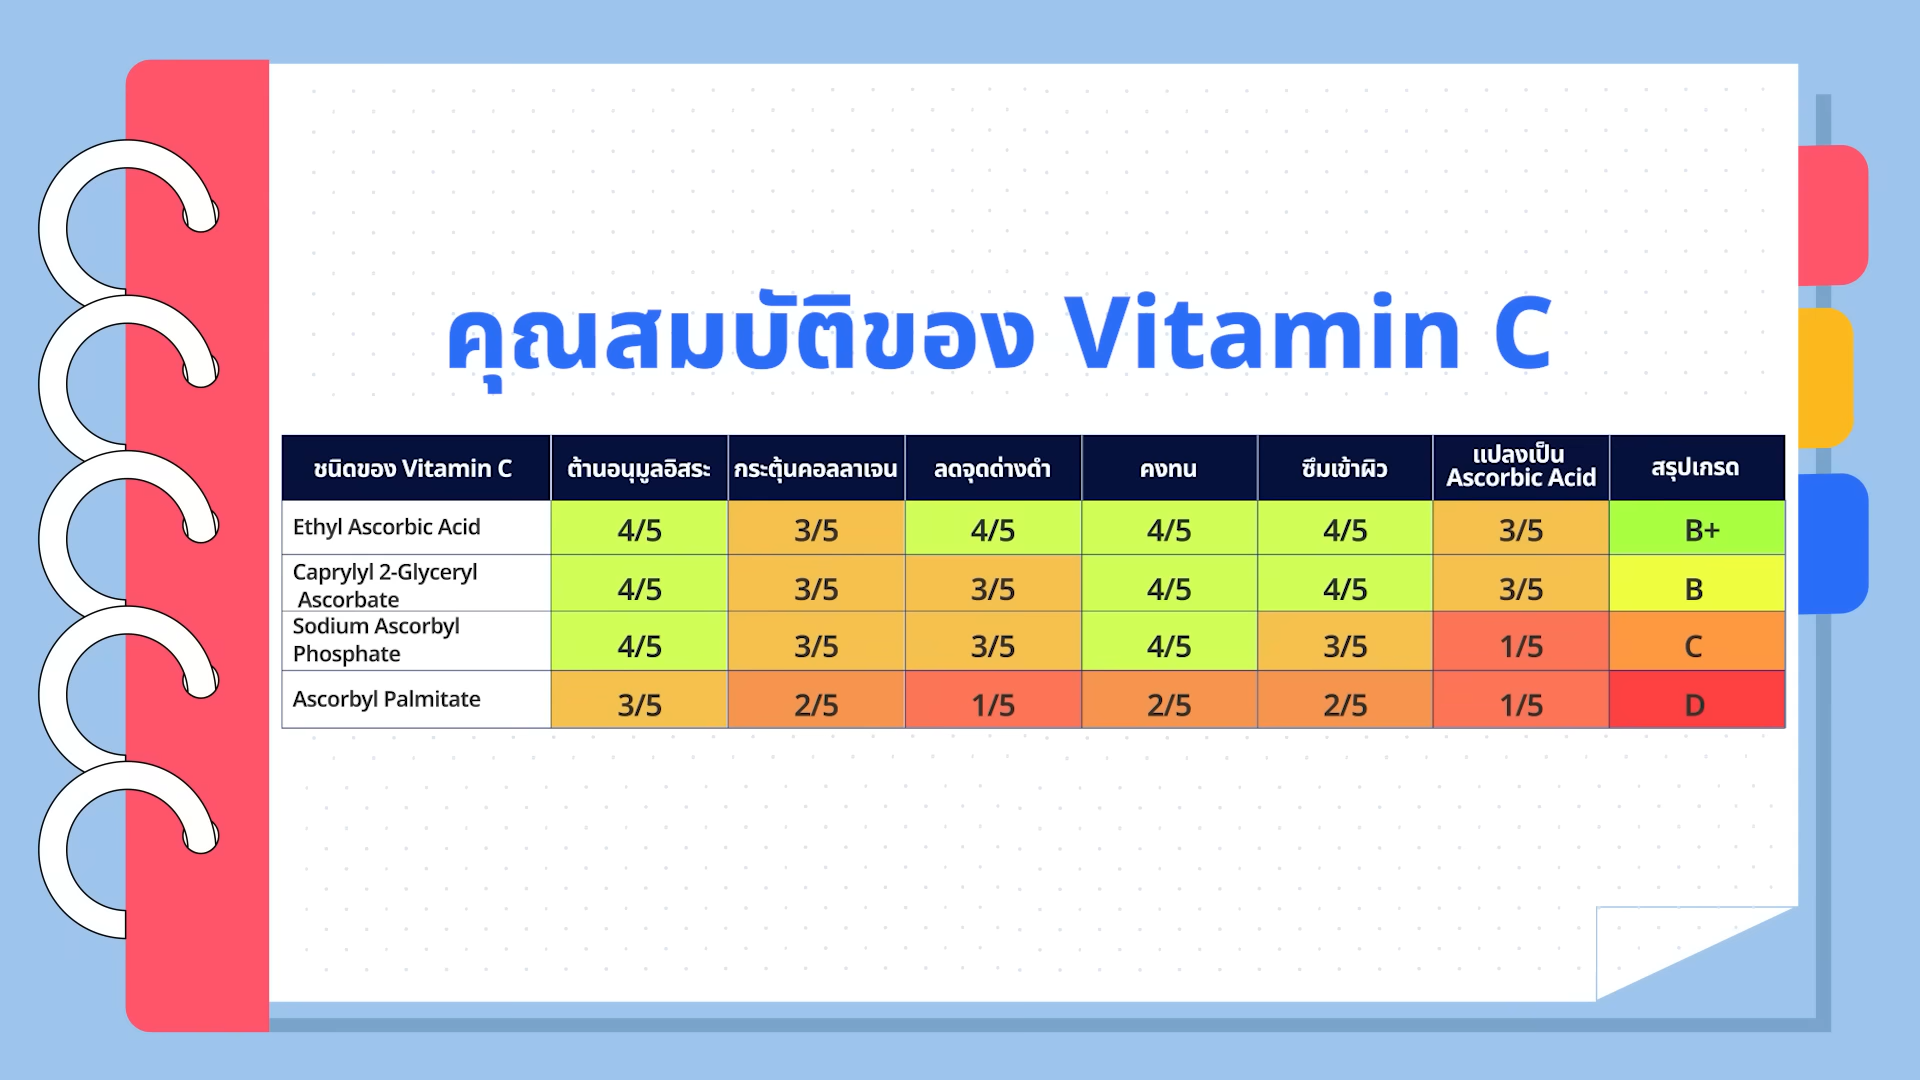 คุณสมบัติของ Vitamin C
ชนิดของ Vitamin C ต้านอนุมูลอิสระ กระตุ้นคอลลาเจน ลดจุดด่างดำ คงทน ซึมเข้าผิว แปลงเป็น Ascorbic Acid สรุปเกรด
Ethyl Ascorbic Acid 4/5 3/5 4/5 4/5 4/5 3/5 B+
Caprylyl 2-Glyceryl Ascorbate 4/5 3/5 3/5 4/5 4/5 3/5 B
Sodium Ascorbyl Phosphate 4/5 3/5 3/5 4/5 3/5 1/5 C
Ascorbyl Palmitate 3/5 2/5 1/5 2/5 2/5 1/5 D